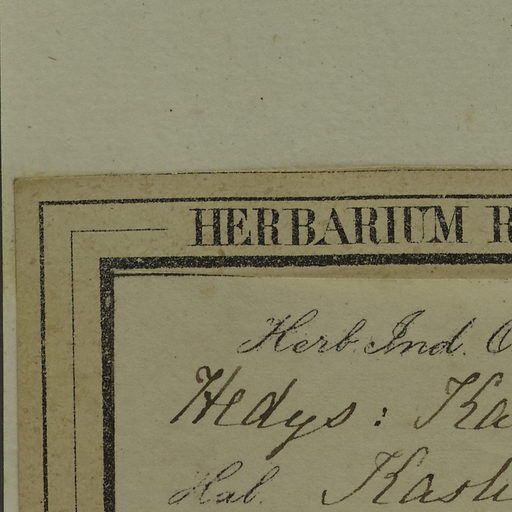 HERBARIUM R
Herb. Ind. O
Hedys: Ka
Hab. Kash